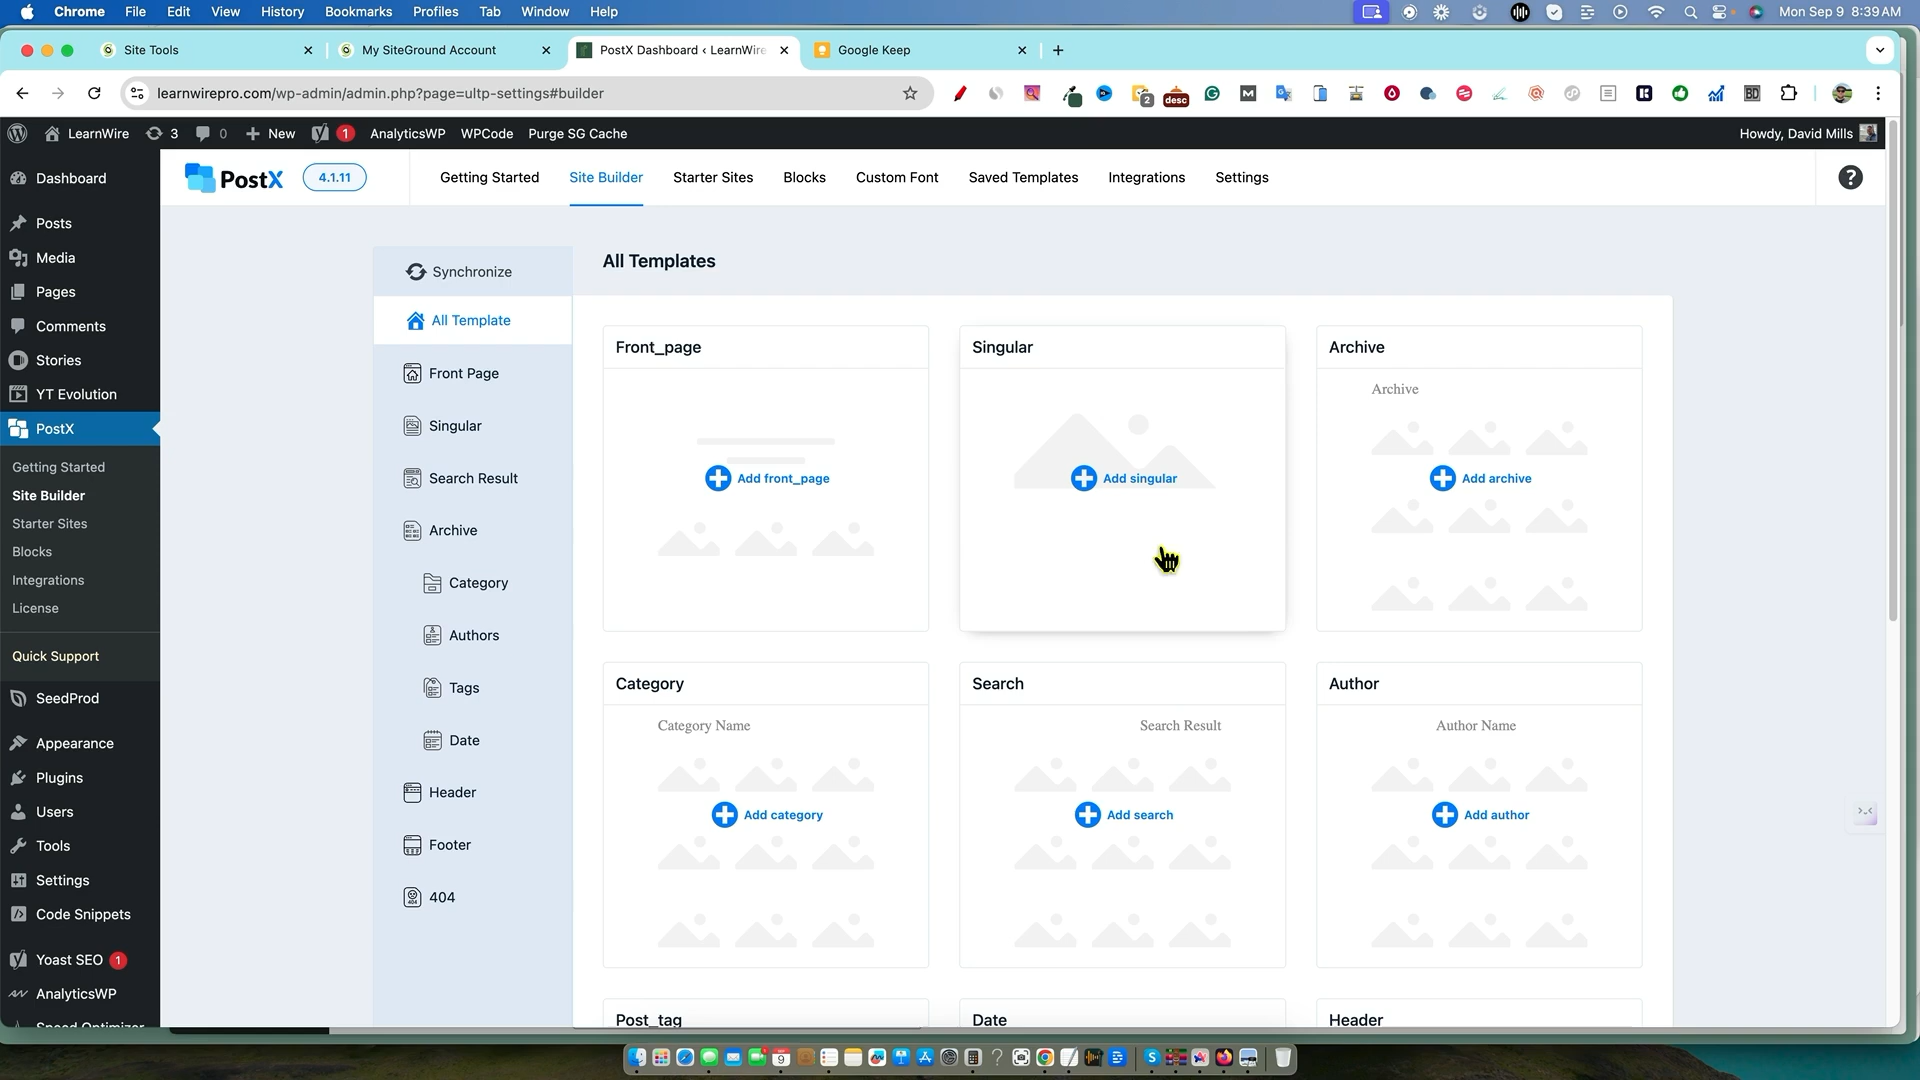 Chrome File Edit View History Bookmarks Profiles Tab Window Help Mon Sep 9 8:39 AM
Site Tools My SiteGround Account PostX Dashboard ‹ LearnWire Google Keep
learnwirepro.com/wp-admin/admin.php?page=ultp-settings#builder
LearnWire 3 0 New 1 AnalyticsWP WPCode Purge SG Cache Howdy, David Mills
PostX 4.1.11 Getting Started Site Builder Starter Sites Blocks Custom Font Saved Templates Integrations Settings ?
Dashboard
Posts
Media
Pages
Comments
Stories
YT Evolution
PostX
Getting Started
Site Builder
Starter Sites
Blocks
Integrations
License
Quick Support
SeedProd
Appearance
Plugins
Users
Tools
Settings
Code Snippets
Yoast SEO 1
AnalyticsWP
Speed Optimizer
Synchronize
All Template
Front Page
Singular
Search Result
Archive
Category
Authors
Tags
Date
Header
Footer
404
All Templates
Front_page
Add front_page
Singular
Add singular
Archive
Archive
Add archive
Category
Category Name
Add category
Search
Search Result
Add search
Author
Author Name
Add author
Post_tag
Date
Header